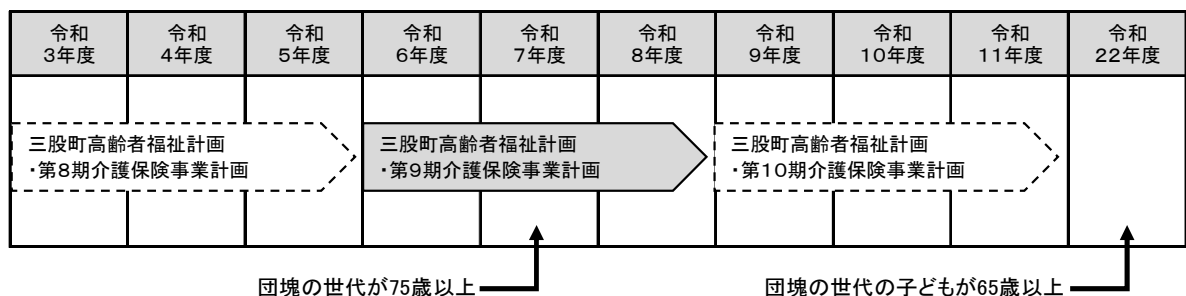 令和
3年度
令和
4年度
令和
5年度
令和
6年度
令和
7年度
令和
8年度
令和
9年度
令和
10年度
令和
11年度
令和
22年度
三股町高齢者福祉計画
・第8期介護保険事業計画
三股町高齢者福祉計画
・第9期介護保険事業計画
三股町高齢者福祉計画
・第10期介護保険事業計画
団塊の世代が75歳以上
団塊の世代の子どもが65歳以上